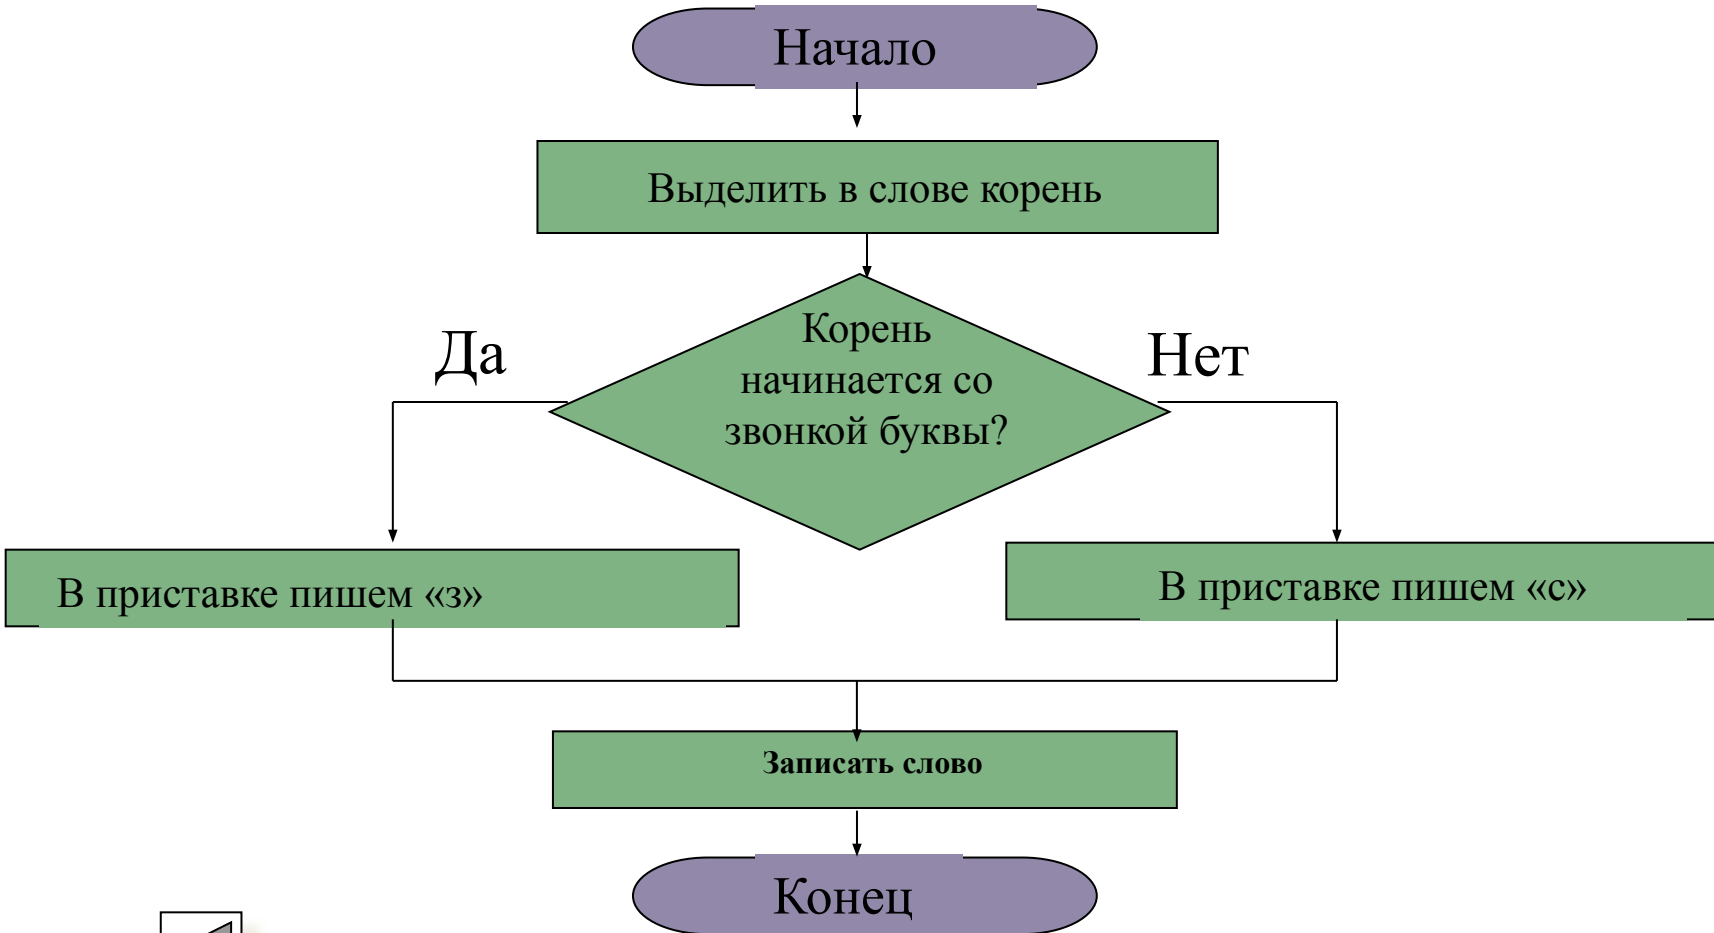 Начало
Выделить в слове корень
Да
Корень
начинается со
звонкой буквы?
Нет
В приставке пишем «з»
В приставке пишем «с»
Записать слово
Конец